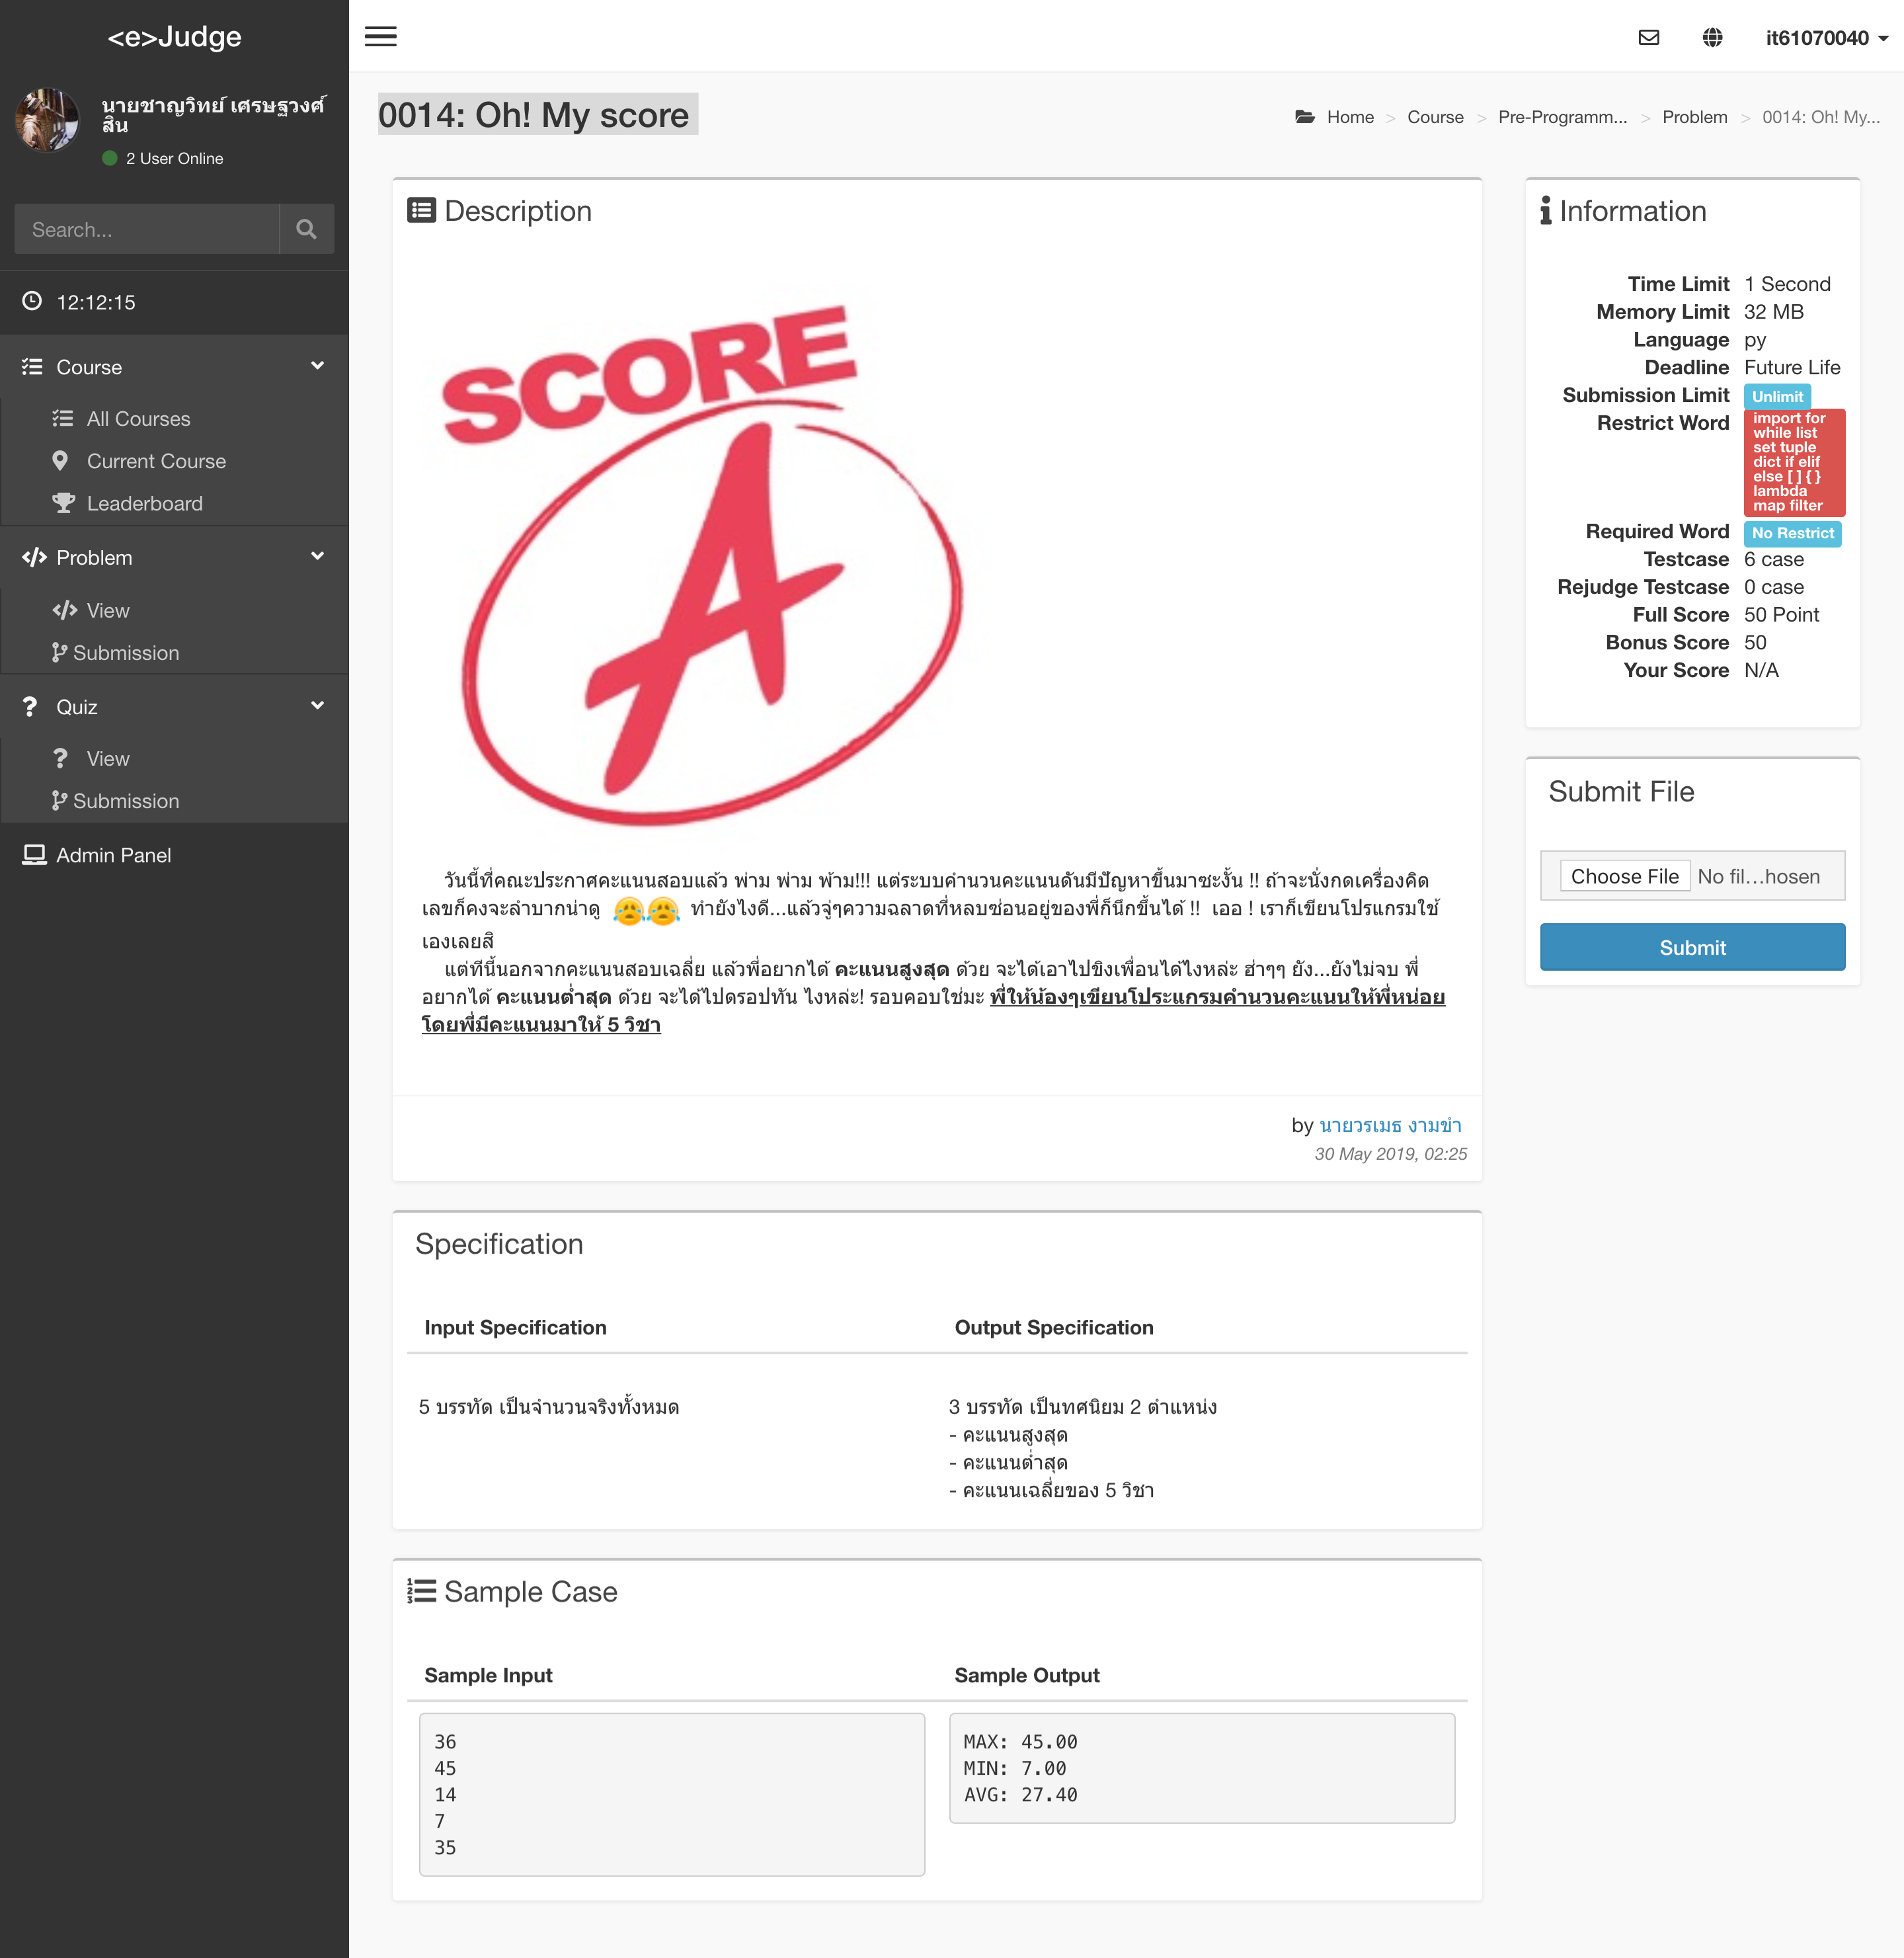 <e>Judge
it61070040
นายชาญวิทย์ เศรษฐวงศ์
สิน
2 User Online
Search...
12:12:15
Course
All Courses
Current Course
Leaderboard
Problem
View
Submission
Quiz
View
Submission
Admin Panel
0014: Oh! My score
Home > Course > Pre-Programm... > Problem > 0014: Oh! My...
Description
SCORE
A
วันนี้ที่คณะประกาศคะแนนสอบแล้ว พ่าม พ่าม พ้าม!!! แต่ระบบคำนวนคะแนนดันมีปัญหาขึ้นมาซะงั้น !! ถ้าจะนั่งกดเครื่องคิด
เลขก็คงจะลำบากน่าดู 😭😭 ทำยังไงดี...แล้วจู่ๆความฉลาดที่หลบซ่อนอยู่ของพี่ก็นึกขึ้นได้ !! เออ ! เราก็เขียนโปรแกรมใช้
เองเลยสิ
แต่ทีนี้นอกจากคะแนนสอบเฉลี่ย แล้วพี่อยากได้ คะแนนสูงสุด ด้วย จะได้เอาไปขิงเพื่อนได้ไงหล่ะ ฮ่าๆๆ ยัง...ยังไม่จบ พี่
อยากได้ คะแนนต่ำสุด ด้วย จะได้ไปดรอปทัน ไงหล่ะ! รอบคอบใช่มะ พี่ให้น้องๆเขียนโประแกรมคำนวนคะแนนให้พี่หน่อย
โดยพี่มีคะแนนมาให้ 5 วิชา
by นายวรเมธ งามขำ
30 May 2019, 02:25
Specification
Input Specification
Output Specification
5 บรรทัด เป็นจำนวนจริงทั้งหมด
3 บรรทัด เป็นทศนิยม 2 ตำแหน่ง
- คะแนนสูงสุด
- คะแนนต่ำสุด
- คะแนนเฉลี่ยของ 5 วิชา
Sample Case
Sample Input
Sample Output
36
45
14
7
35
MAX: 45.00
MIN: 7.00
AVG: 27.40
Information
Time Limit 1 Second
Memory Limit 32 MB
Language py
Deadline Future Life
Submission Limit Unlimit
Restrict Word import for
while list
set tuple
dict if elif
else [ ] { }
lambda
map filter
Required Word No Restrict
Testcase 6 case
Rejudge Testcase 0 case
Full Score 50 Point
Bonus Score 50
Your Score N/A
Submit File
Choose File No fil...hosen
Submit